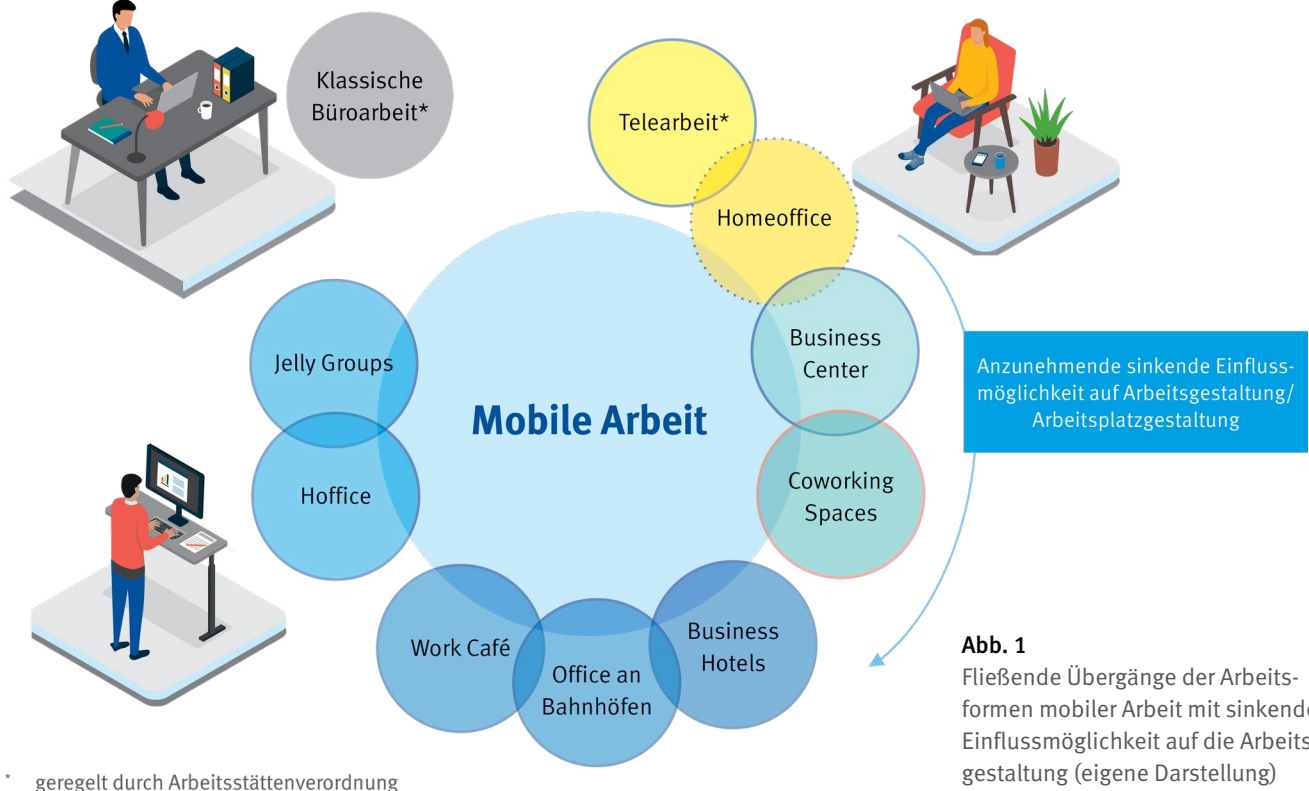 Klassische
Büroarbeit*
Telearbeit*
Homeoffice
Business
Center
Coworking
Spaces
Business
Hotels
Office an
Bahnhöfen
Work Café
Hoffice
Jelly Groups
Mobile Arbeit
Anzunehmende sinkende Einfluss-
möglichkeit auf Arbeitsgestaltung/
Arbeitsplatzgestaltung
Abb. 1
Fließende Übergänge der Arbeits-
formen mobiler Arbeit mit sinkende
Einflussmöglichkeit auf die Arbeits
gestaltung (eigene Darstellung)
* geregelt durch Arbeitsstättenverordnung